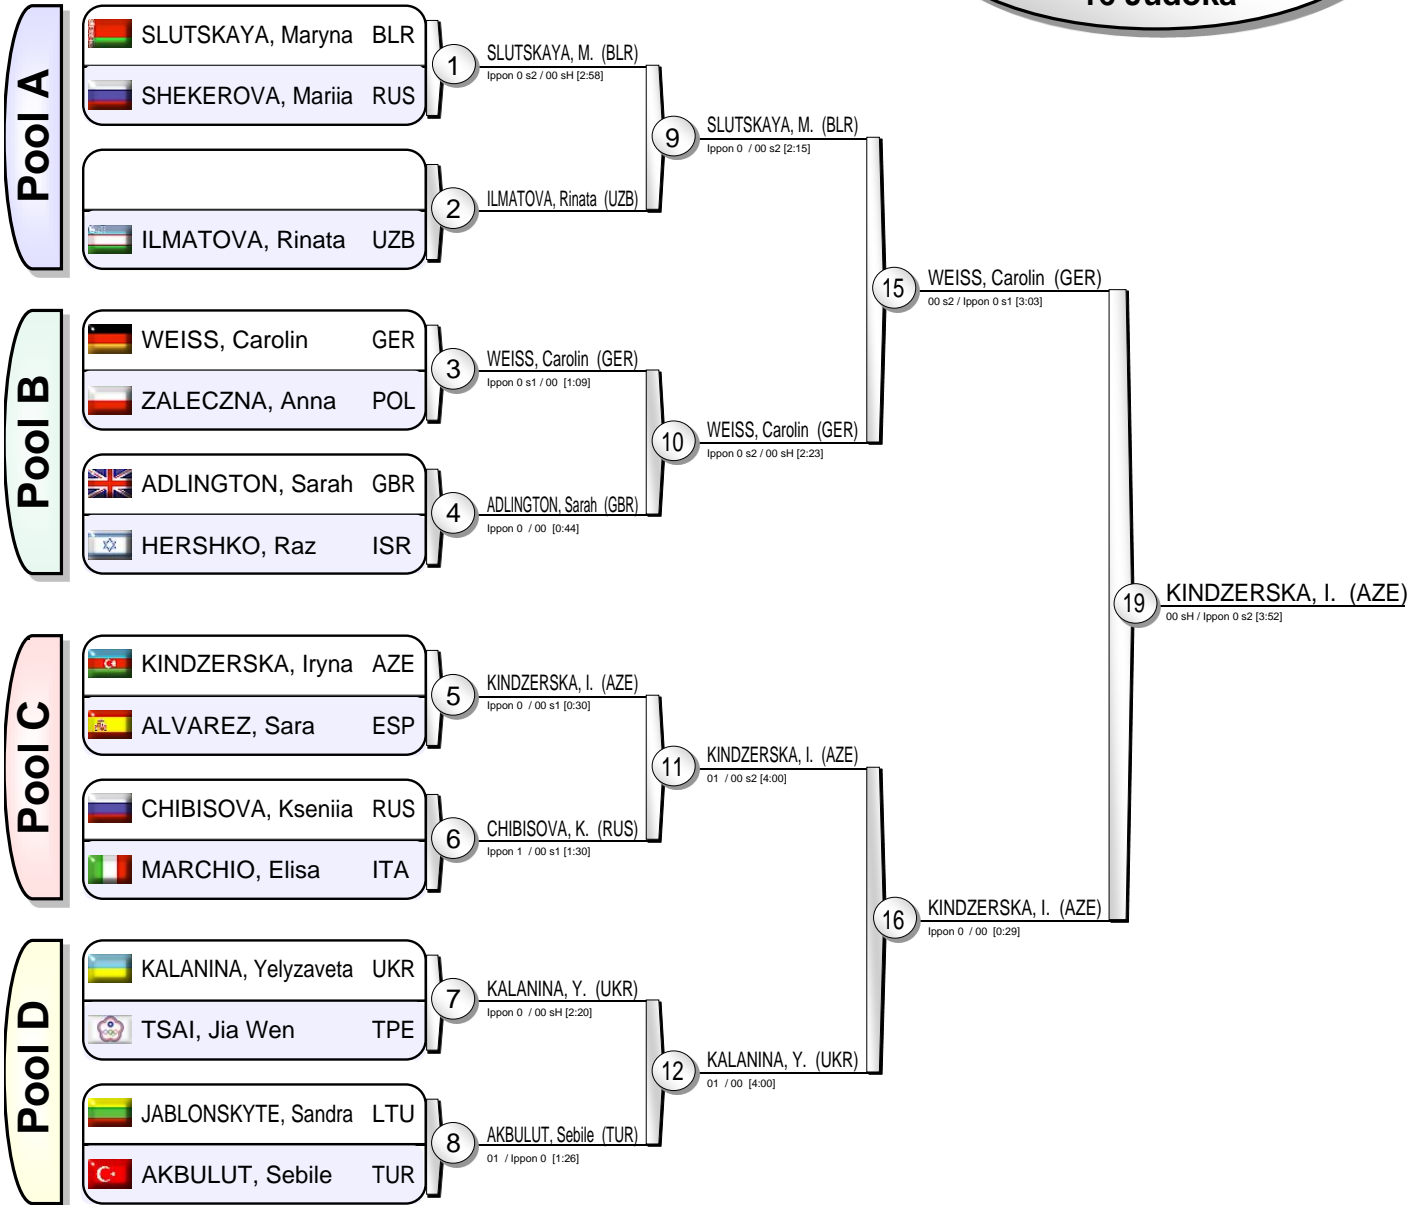 16 Judoka
Pool A
SLUTSKAYA, Maryna BLR
SHEKEROVA, Mariia RUS
ILMATOVA, Rinata UZB
1
SLUTSKAYA, M. (BLR)
Ippon 0 s2 / 00 sH [2:58]
2
ILMATOVA, Rinata (UZB)
9
SLUTSKAYA, M. (BLR)
Ippon 0 / 00 s2 [2:15]
Pool B
WEISS, Carolin GER
ZALECZNA, Anna POL
ADLINGTON, Sarah GBR
HERSHKO, Raz ISR
3
WEISS, Carolin (GER)
Ippon 0 s1 / 00 [1:09]
4
ADLINGTON, Sarah (GBR)
Ippon 0 / 00 [0:44]
10
WEISS, Carolin (GER)
Ippon 0 s2 / 00 sH [2:23]
15
WEISS, Carolin (GER)
00 s2 / Ippon 0 s1 [3:03]
Pool C
KINDZERSKA, Iryna AZE
ALVAREZ, Sara ESP
CHIBISOVA, Kseniia RUS
MARCHIO, Elisa ITA
5
KINDZERSKA, I. (AZE)
Ippon 0 / 00 s1 [0:30]
6
CHIBISOVA, K. (RUS)
Ippon 1 / 00 s1 [1:30]
11
KINDZERSKA, I. (AZE)
01 / 00 s2 [4:00]
Pool D
KALANINA, Yelyzaveta UKR
TSAI, Jia Wen TPE
JABLONSKYTE, Sandra LTU
AKBULUT, Sebile TUR
7
KALANINA, Y. (UKR)
Ippon 0 / 00 sH [2:20]
8
AKBULUT, Sebile (TUR)
01 / Ippon 0 [1:26]
12
KALANINA, Y. (UKR)
01 / 00 [4:00]
16
KINDZERSKA, I. (AZE)
Ippon 0 / 00 [0:29]
19
KINDZERSKA, I. (AZE)
00 sH / Ippon 0 s2 [3:52]